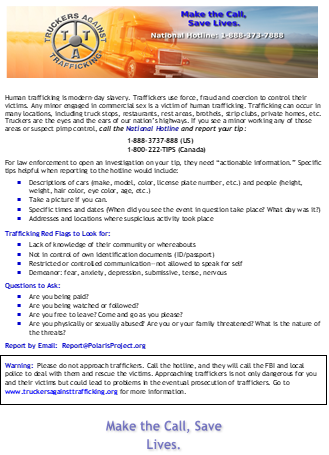 Make the Call,
Save Lives.
National Hotline: 1-888-373-7888
TRUCKERS AGAINST
TAT
TRAFFICKING
Human trafficking is modern-day slavery. Traffickers use force, fraud and coercion to control their
victims. Any minor engaged in commercial sex is a victim of human trafficking. Trafficking can occur in
many locations, including truck stops, restaurants, rest areas, brothels, strip clubs, private homes, etc.
Truckers are the eyes and the ears of our nation's highways. If you see a minor working any of those
areas or suspect pimp control, call the National Hotline and report your tip:
1-888-3737-888 (US)
1-800-222-TIPS (Canada)
For law enforcement to open an investigation on your tip, they need "actionable information." Specific
tips helpful when reporting to the hotline would include:
Descriptions of cars (make, model, color, license plate number, etc.) and people (height,
weight, hair color, eye color, age, etc.)
Take a picture if you can.
Specific times and dates (When did you see the event in question take place? What day was it?)
Addresses and locations where suspicious activity took place
Trafficking Red Flags to Look for:
Lack of knowledge of their community or whereabouts
Not in control of own identification documents (ID/passport)
Restricted or controlled communication--not allowed to speak for self
Demeanor: fear, anxiety, depression, submissive, tense, nervous
Questions to Ask:
Are you being paid?
Are you being watched or followed?
Are you free to leave? Come and go as you please?
Are you physically or sexually abused? Are you or your family threatened? What is the nature of
the threats?
Report by Email: Report@PolarisProject.org
Warning: Please do not approach traffickers. Call the hotline, and they will call the FBI and local
police to deal with them and rescue the victims. Approaching traffickers is not only dangerous for you
and their victims but could lead to problems in the eventual prosecution of traffickers. Go to
www.truckersagainsttrafficking.org for more information.
Make the Call, Save
Lives.